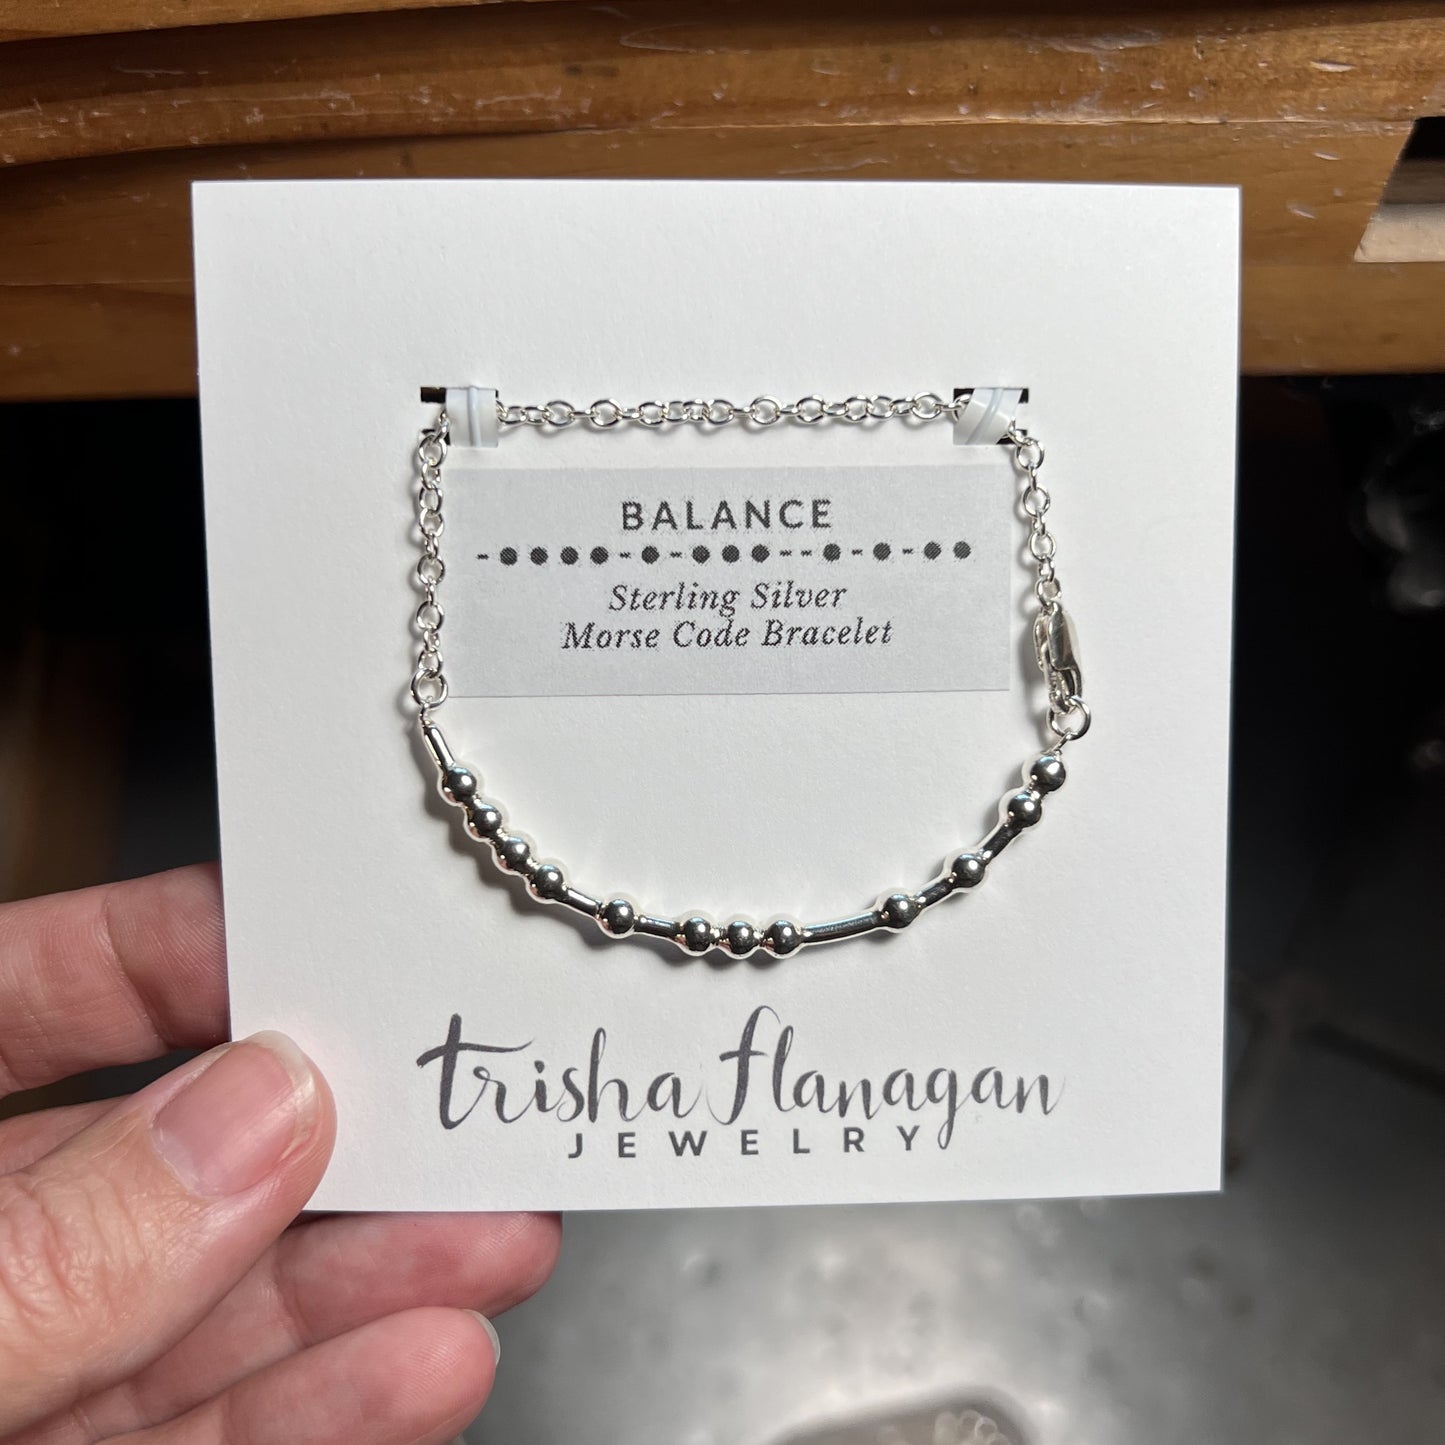 BALANCE
-●●●●-●-●●●--●-●-●●
Sterling Silver
Morse Code Bracelet
trisha flanagan
JEWELRY